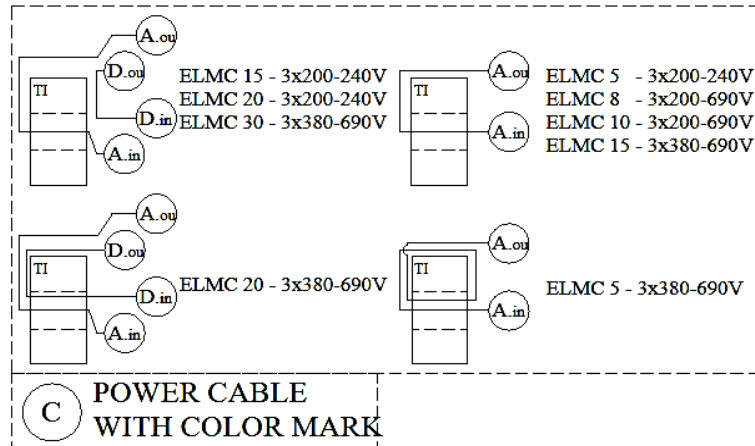 A.ou
D.ou
TI
D.in
A.in
ELMC 15 - 3x200-240V
ELMC 20 - 3x200-240V
ELMC 30 - 3x380-690V
A.ou
TI
A.in
ELMC 5 - 3x200-240V
ELMC 8 - 3x200-690V
ELMC 10 - 3x200-690V
ELMC 15 - 3x380-690V
A.ou
D.ou
TI
D.in
A.in
ELMC 20 - 3x380-690V
A.ou
TI
A.in
ELMC 5 - 3x380-690V
C
POWER CABLE
WITH COLOR MARK